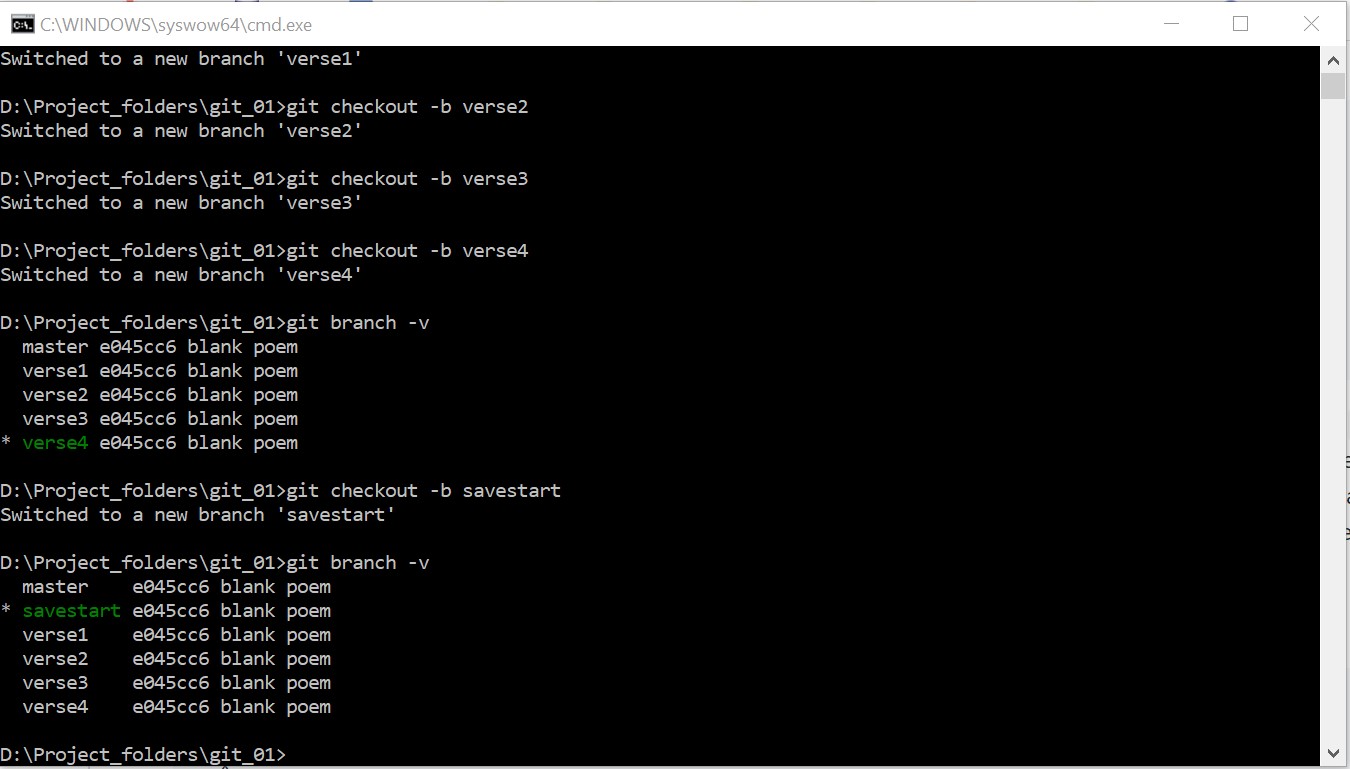 C:\WINDOWS\syswow64\cmd.exe
Switched to a new branch 'verse1'
D:\Project_folders\git_01>git checkout -b verse2
Switched to a new branch 'verse2'
D:\Project_folders\git_01>git checkout -b verse3
Switched to a new branch 'verse3'
D:\Project_folders\git_01>git checkout -b verse4
Switched to a new branch 'verse4'
D:\Project_folders\git_01>git branch -v
  master e045cc6 blank poem
  verse1 e045cc6 blank poem
  verse2 e045cc6 blank poem
  verse3 e045cc6 blank poem
* verse4 e045cc6 blank poem
D:\Project_folders\git_01>git checkout -b savestart
Switched to a new branch 'savestart'
D:\Project_folders\git_01>git branch -v
  master    e045cc6 blank poem
* savestart e045cc6 blank poem
  verse1    e045cc6 blank poem
  verse2    e045cc6 blank poem
  verse3    e045cc6 blank poem
  verse4    e045cc6 blank poem
D:\Project_folders\git_01>